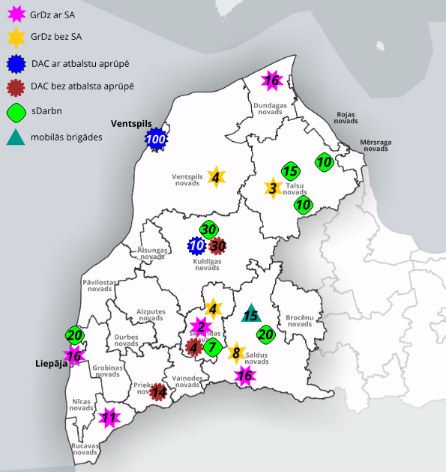 GrDz ar SA
GrDz bez SA
DAC ar atbalstu aprūpē
DAC bez atbalsta aprūpē
sDarbn
mobilās brigādes
16
Dundagas
novads
Rojas
novads
Ventspils
100
Mērsraga
novads
10
15
Ventspils
novads
4
3
Talsu
novads
10
30
10
30
Alsungas
novads
Kuldīgas
novads
Pāvilostas
novads
Aizputes
novads
4
15
Brocēnu
novads
2
20
Durbes
novads
20
4
7
8
Saldus
novads
Liepāja
16
Grobiņas
novads
Vaiņodes
novads
16
14
Nīcas
novads
11
Rucavas
novads